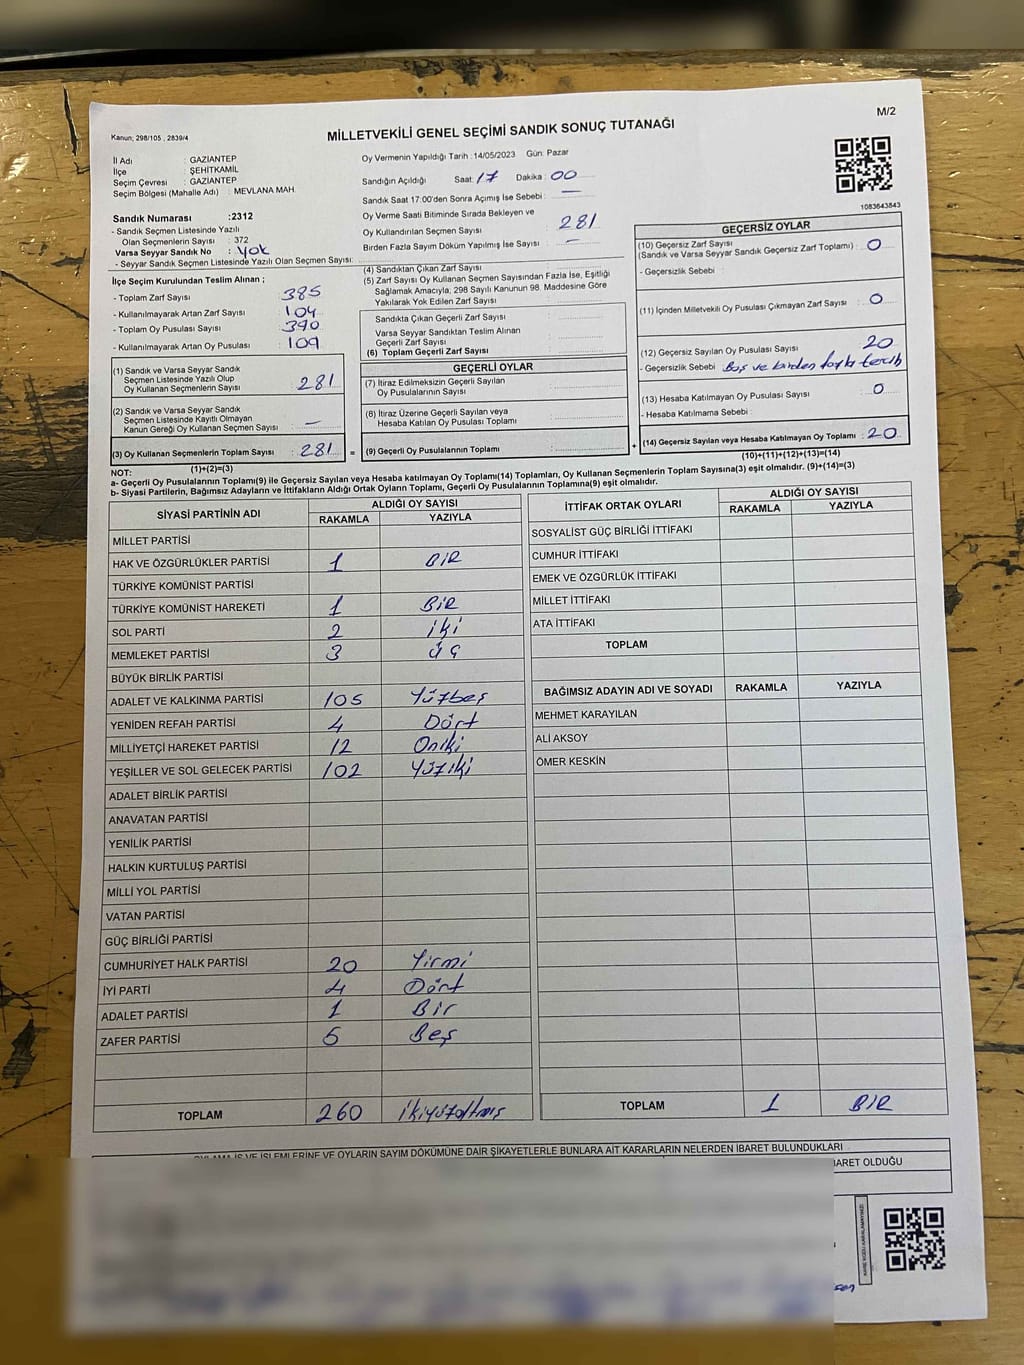 M/2
Kanun; 298/105 , 2839/4
MİLLETVEKİLİ GENEL SEÇİMİ SANDIK SONUÇ TUTANAĞI
İl Adı : GAZİANTEP
İlçe : ŞEHİTKAMİL
Seçim Çevresi : GAZİANTEP
Seçim Bölgesi (Mahalle Adı) : MEVLANA MAH.
Sandık Numarası :2312
- Sandık Seçmen Listesinde Yazılı
Olan Seçmenlerin Sayısı : 372
Varsa Seyyar Sandık No : Yok
- Seyyar Sandık Seçmen Listesinde Yazılı Olan Seçmen Sayısı:
Oy Vermenin Yapıldığı Tarih :14/05/2023 Gün: Pazar
Sandığın Açıldığı Saat: 17 Dakika : 00
Sandık Saat 17:00'den Sonra Açımış İse Sebebi : —
Oy Verme Saati Bitiminde Sırada Bekleyen ve
Oy Kullandırılan Seçmen Sayısı : 281
Birden Fazla Sayım Döküm Yapılmış İse Sayısı : —
1083643843
İlçe Seçim Kurulundan Teslim Alınan ;
- Toplam Zarf Sayısı : 385
- Kullanılmayarak Artan Zarf Sayısı : 104
- Toplam Oy Pusulası Sayısı : 390
- Kullanılmayarak Artan Oy Pusulası : 109
(1) Sandık ve Varsa Seyyar Sandık
Seçmen Listesinde Yazılı Olup
Oy Kullanan Seçmenlerin Sayısı : 281
(2) Sandık ve Varsa Seyyar Sandık
Seçmen Listesinde Kayıtlı Olmayan
Kanun Gereği Oy Kullanan Seçmen Sayısı : —
(3) Oy Kullanan Seçmenlerin Toplam Sayısı : 281
(1)+(2)=(3)
(4) Sandıktan Çıkan Zarf Sayısı :
(5) Zarf Sayısı Oy Kullanan Seçmen Sayısından Fazla İse, Eşitliği
Sağlamak Amacıyla, 298 Sayılı Kanunun 98. Maddesine Göre
Yakılarak Yok Edilen Zarf Sayısı :
Sandıkta Çıkan Geçerli Zarf Sayısı :
Varsa Seyyar Sandıktan Teslim Alınan
Geçerli Zarf Sayısı :
(6) Toplam Geçerli Zarf Sayısı :
GEÇERLİ OYLAR
(7) İtiraz Edilmeksizin Geçerli Sayılan
Oy Pusulalarının Sayısı :
(8) İtiraz Üzerine Geçerli Sayılan veya
Hesaba Katılan Oy Pusulası Toplamı :
= (9) Geçerli Oy Pusulalarının Toplamı : +
GEÇERSİZ OYLAR
(10) Geçersiz Zarf Sayısı
(Sandık ve Varsa Seyyar Sandık Geçersiz Zarf Toplamı) : 0
- Geçersizlik Sebebi :
(11) İçinden Milletvekili Oy Pusulası Çıkmayan Zarf Sayısı : 0
(12) Geçersiz Sayılan Oy Pusulası Sayısı : 20
- Geçersizlik Sebebi : Boş ve birden fazla tercih
(13) Hesaba Katılmayan Oy Pusulası Sayısı : 0
- Hesaba Katılmama Sebebi :
(14) Geçersiz Sayılan veya Hesaba Katılmayan Oy Toplamı : 20
(10)+(11)+(12)+(13)=(14)
NOT:
a- Geçerli Oy Pusulalarının Toplamı(9) ile Geçersiz Sayılan veya Hesaba katılmayan Oy Toplamı(14) Toplamları, Oy Kullanan Seçmenlerin Toplam Sayısına(3) eşit olmalıdır. (9)+(14)=(3)
b- Siyasi Partilerin, Bağımsız Adayların ve İttifakların Aldığı Ortak Oyların Toplamı, Geçerli Oy Pusulalarının Toplamına(9) eşit olmalıdır.
SİYASİ PARTİNİN ADI ALDIĞI OY SAYISI
RAKAMLA YAZIYLA
MİLLET PARTİSİ
HAK VE ÖZGÜRLÜKLER PARTİSİ 1 BİR
TÜRKİYE KOMÜNİST PARTİSİ
TÜRKİYE KOMÜNİST HAREKETİ 1 BİR
SOL PARTİ 2 iki
MEMLEKET PARTİSİ 3 ÜÇ
BÜYÜK BİRLİK PARTİSİ
ADALET VE KALKINMA PARTİSİ 105 Yüzbeş
YENİDEN REFAH PARTİSİ 4 Dört
MİLLİYETÇİ HAREKET PARTİSİ 12 Oniki
YEŞİLLER VE SOL GELECEK PARTİSİ 102 Yüziki
ADALET BİRLİK PARTİSİ
ANAVATAN PARTİSİ
YENİLİK PARTİSİ
HALKIN KURTULUŞ PARTİSİ
MİLLİ YOL PARTİSİ
VATAN PARTİSİ
GÜÇ BİRLİĞİ PARTİSİ
CUMHURİYET HALK PARTİSİ 20 Yirmi
İYİ PARTİ 4 Dört
ADALET PARTİSİ 1 Bir
ZAFER PARTİSİ 5 Beş
TOPLAM 260 ikiyüzaltmış
İTTİFAK ORTAK OYLARI ALDIĞI OY SAYISI
RAKAMLA YAZIYLA
SOSYALİST GÜÇ BİRLİĞİ İTTİFAKI
CUMHUR İTTİFAKI
EMEK VE ÖZGÜRLÜK İTTİFAKI
MİLLET İTTİFAKI
ATA İTTİFAKI
TOPLAM
BAĞIMSIZ ADAYIN ADI VE SOYADI RAKAMLA YAZIYLA
MEHMET KARAYILAN
ALİ AKSOY
ÖMER KESKİN
TOPLAM 1 BİR
OYLAMA İŞ VE İŞLEMLERİNE VE OYLARIN SAYIM DÖKÜMÜNE DAİR ŞİKAYETLERLE BUNLARA AİT KARARLARIN NELERDEN İBARET BULUNDUKLARI
BARET OLDUĞU